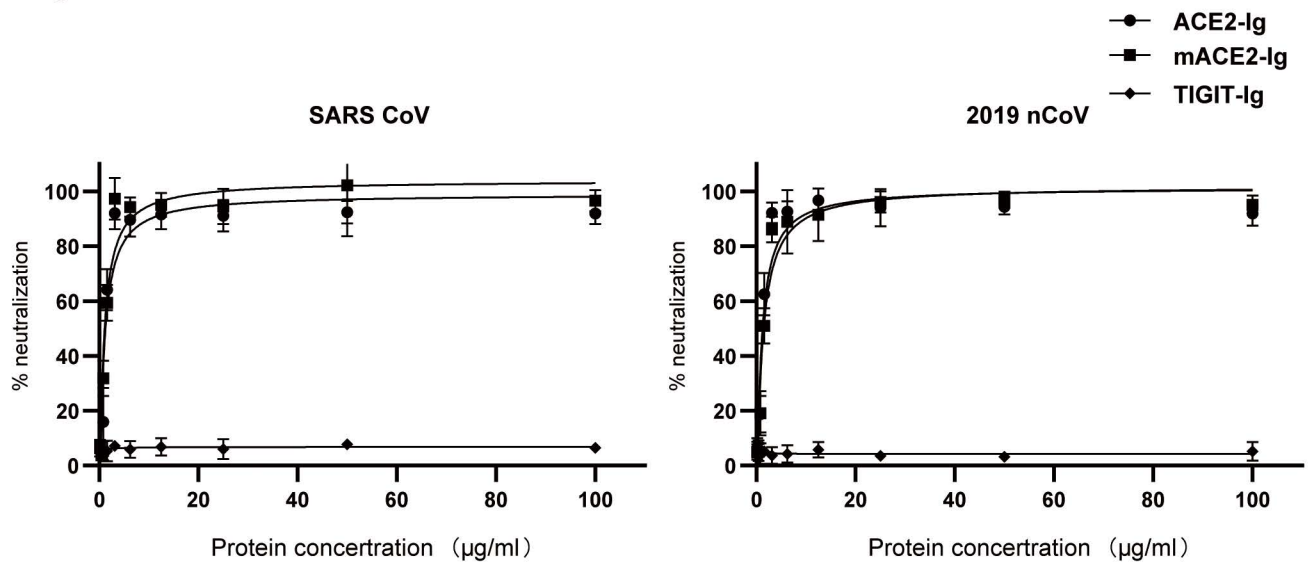 ACE2-Ig
mACE2-Ig
TIGIT-Ig
SARS CoV
% neutralization
100
80
60
40
20
0
0 20 40 60 80 100
Protein concertration （μg/ml）
2019 nCoV
% neutralization
100
80
60
40
20
0
0 20 40 60 80 100
Protein concertration （μg/ml）